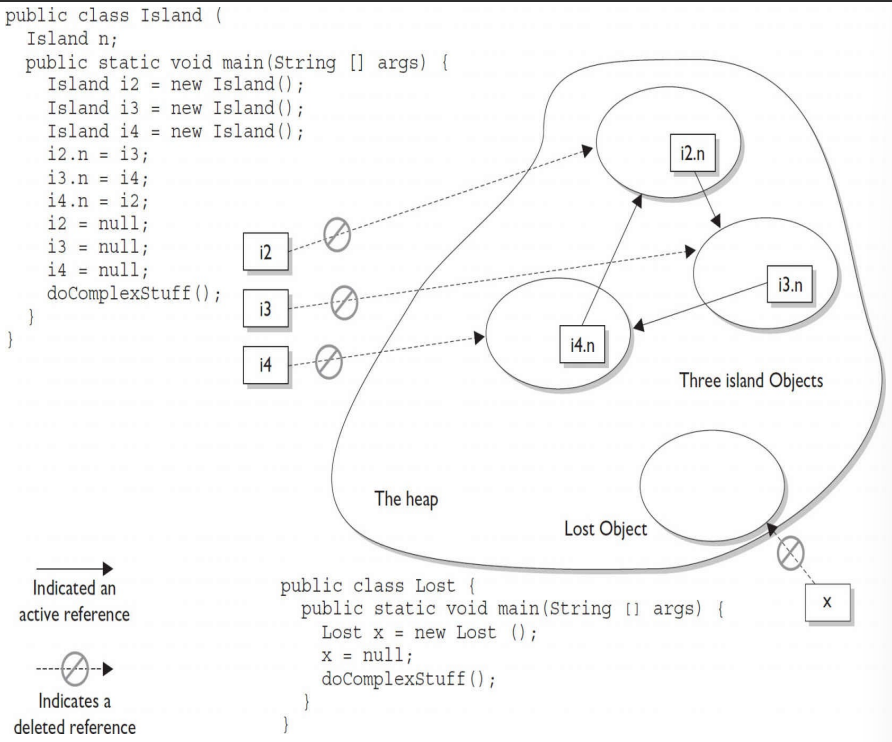 public class Island (
Island n;
public static void main(String [] args) {
Island i2 = new Island();
Island i3 = new Island();
Island i4 = new Island();
i2.n = i3;
i3.n = i4;
i4.n = i2;
i2 = null;
i3 = null;
i4 = null;
doComplexStuff();
}
}
i2
i3
i4
i2.n
i3.n
i4.n
Three island Objects
The heap
Lost Object
x
Indicated an
active reference
Indicates a
deleted reference
public class Lost {
public static void main(String [] args) {
Lost x = new Lost ();
x = null;
doComplexStuff();
}
}